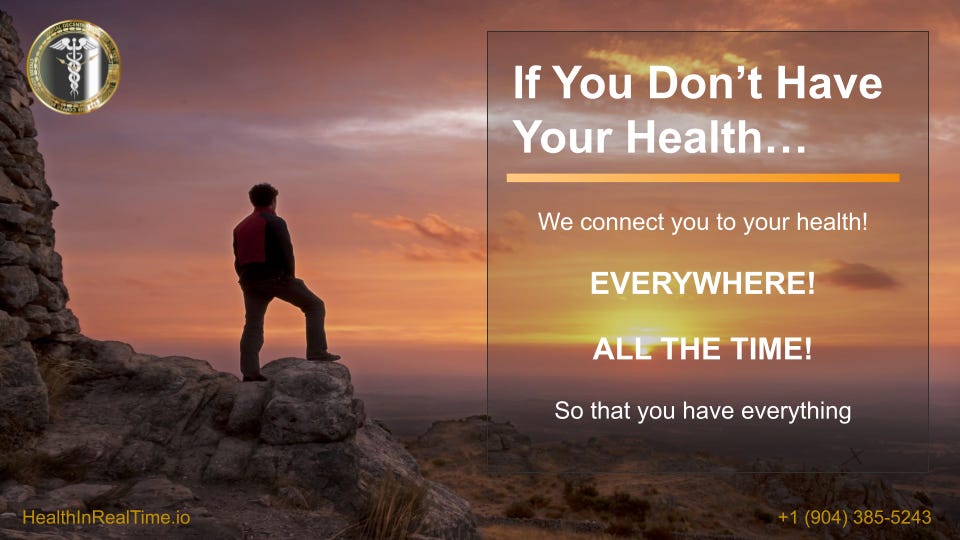 If You Don’t Have
Your Health…
We connect you to your health!
EVERYWHERE!
ALL THE TIME!
So that you have everything
HealthInRealTime.io
+1 (904) 385-5243